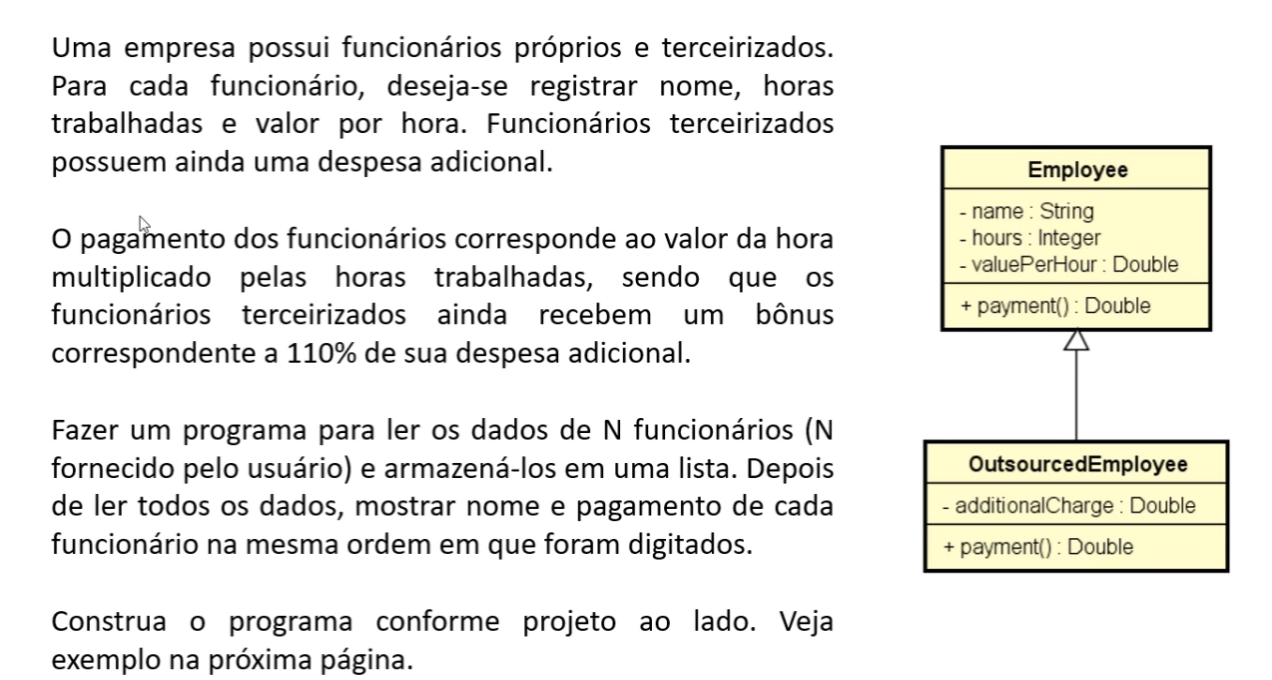 Uma empresa possui funcionários próprios e terceirizados.
Para cada funcionário, deseja-se registrar nome, horas
trabalhadas e valor por hora. Funcionários terceirizados
possuem ainda uma despesa adicional.
O pagamento dos funcionários corresponde ao valor da hora
multiplicado pelas horas trabalhadas, sendo que os
funcionários terceirizados ainda recebem um bônus
correspondente a 110% de sua despesa adicional.
Fazer um programa para ler os dados de N funcionários (N
fornecido pelo usuário) e armazená-los em uma lista. Depois
de ler todos os dados, mostrar nome e pagamento de cada
funcionário na mesma ordem em que foram digitados.
Construa o programa conforme projeto ao lado. Veja
exemplo na próxima página.
Employee
- name : String
- hours : Integer
- valuePerHour : Double
+ payment() : Double
OutsourcedEmployee
- additionalCharge : Double
+ payment() : Double